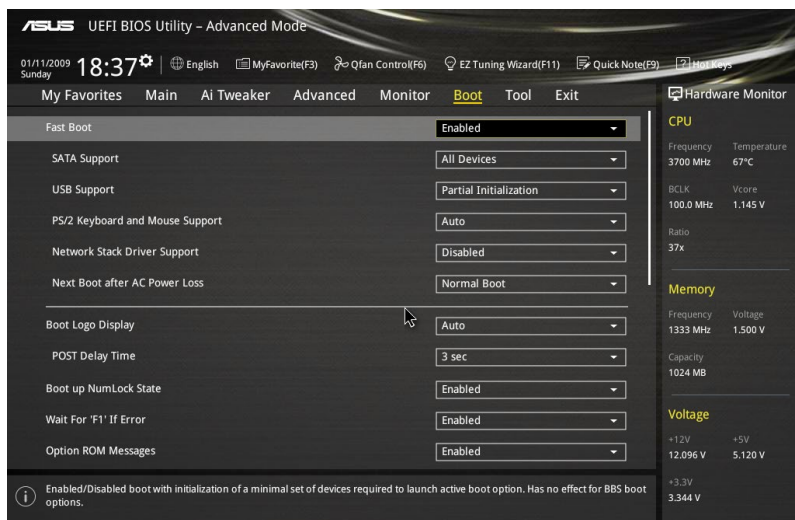 ASUS UEFI BIOS Utility – Advanced Mode
01/11/2009
Sunday
18:37
English
MyFavorite(F3)
Qfan Control(F6)
EZ Tuning Wizard(F11)
Quick Note(F9)
? Hot Keys
My Favorites
Main
Ai Tweaker
Advanced
Monitor
Boot
Tool
Exit
Fast Boot Enabled
SATA Support All Devices
USB Support Partial Initialization
PS/2 Keyboard and Mouse Support Auto
Network Stack Driver Support Disabled
Next Boot after AC Power Loss Normal Boot
Boot Logo Display Auto
POST Delay Time 3 sec
Boot up NumLock State Enabled
Wait For 'F1' If Error Enabled
Option ROM Messages Enabled
Enabled/Disabled boot with initialization of a minimal set of devices required to launch active boot option. Has no effect for BBS boot
options.
Hardware Monitor
CPU
Frequency Temperature
3700 MHz 67°C
BCLK Vcore
100.0 MHz 1.145 V
Ratio
37x
Memory
Frequency Voltage
1333 MHz 1.500 V
Capacity
1024 MB
Voltage
+12V +5V
12.096 V 5.120 V
+3.3V
3.344 V